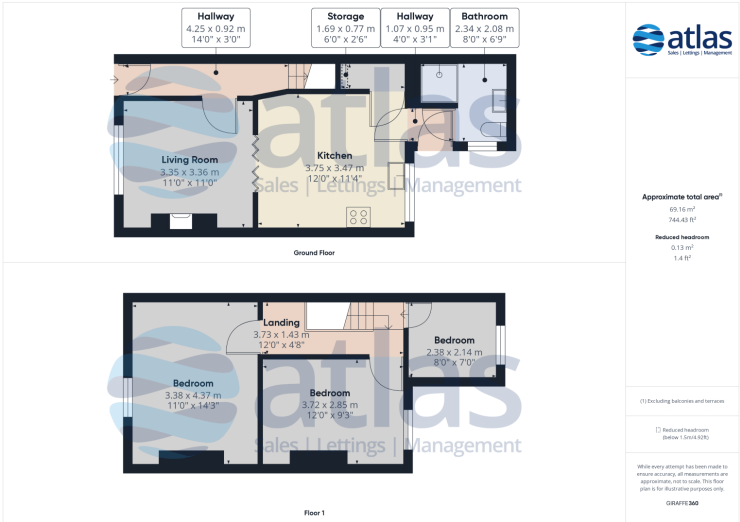 Hallway
4.25 x 0.92 m
14'0" x 3'0"
Storage
1.69 x 0.77 m
6'0" x 2'6"
Hallway
1.07 x 0.95 m
4'0" x 3'1"
Bathroom
2.34 x 2.08 m
8'0" x 6'9"
Living Room
3.35 x 3.36 m
11'0" x 11'0"
Kitchen
3.75 x 3.47 m
12'0" x 11'4"
atlas
Sales | Lettings | Management
Ground Floor
Landing
3.73 x 1.43 m
12'0" x 4'8"
Bedroom
2.38 x 2.14 m
8'0" x 7'0"
Bedroom
3.38 x 4.37 m
11'0" x 14'3"
Bedroom
3.72 x 2.85 m
12'0" x 9'3"
atlas
Sales | Lettings | Management
Floor 1
atlas
Sales | Lettings | Management
Approximate total area(1)
69.16 m²
744.43 ft²
Reduced headroom
0.13 m²
1.4 ft²
(1) Excluding balconies and terraces
Reduced headroom
(below 1.5m/4.92ft)
While every attempt has been made to
ensure accuracy, all measurements are
approximate, not to scale. This floor
plan is for illustrative purposes only.
GIRAFFE360